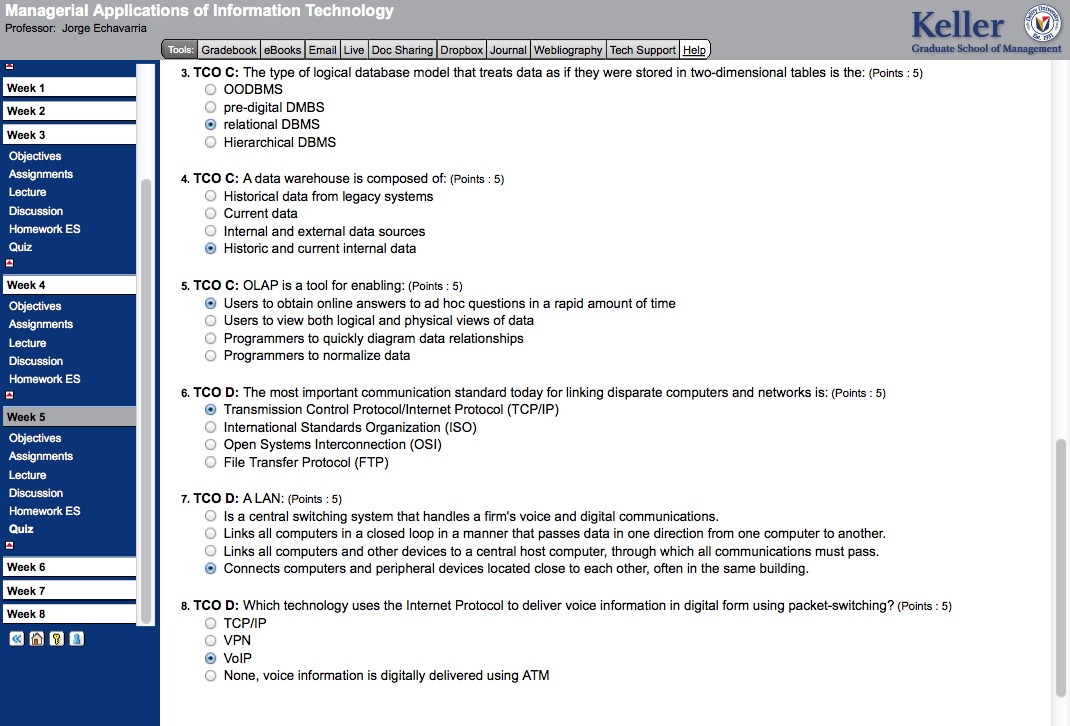 Managerial Applications of Information Technology
Professor: Jorge Echavarria
Keller
Graduate School of Management
Tools: Gradebook eBooks Email Live Doc Sharing Dropbox Journal Webliography Tech Support Help
Week 1
Week 2
Week 3
Objectives
Assignments
Lecture
Discussion
Homework ES
Quiz
Week 4
Objectives
Assignments
Lecture
Discussion
Homework ES
Week 5
Objectives
Assignments
Lecture
Discussion
Homework ES
Quiz
Week 6
Week 7
Week 8
3. TCO C: The type of logical database model that treats data as if they were stored in two-dimensional tables is the: (Points : 5)
OODBMS
pre-digital DMBS
relational DBMS
Hierarchical DBMS
4. TCO C: A data warehouse is composed of: (Points : 5)
Historical data from legacy systems
Current data
Internal and external data sources
Historic and current internal data
5. TCO C: OLAP is a tool for enabling: (Points : 5)
Users to obtain online answers to ad hoc questions in a rapid amount of time
Users to view both logical and physical views of data
Programmers to quickly diagram data relationships
Programmers to normalize data
6. TCO D: The most important communication standard today for linking disparate computers and networks is: (Points : 5)
Transmission Control Protocol/Internet Protocol (TCP/IP)
International Standards Organization (ISO)
Open Systems Interconnection (OSI)
File Transfer Protocol (FTP)
7. TCO D: A LAN: (Points : 5)
Is a central switching system that handles a firm's voice and digital communications.
Links all computers in a closed loop in a manner that passes data in one direction from one computer to another.
Links all computers and other devices to a central host computer, through which all communications must pass.
Connects computers and peripheral devices located close to each other, often in the same building.
8. TCO D: Which technology uses the Internet Protocol to deliver voice information in digital form using packet-switching? (Points : 5)
TCP/IP
VPN
VoIP
None, voice information is digitally delivered using ATM